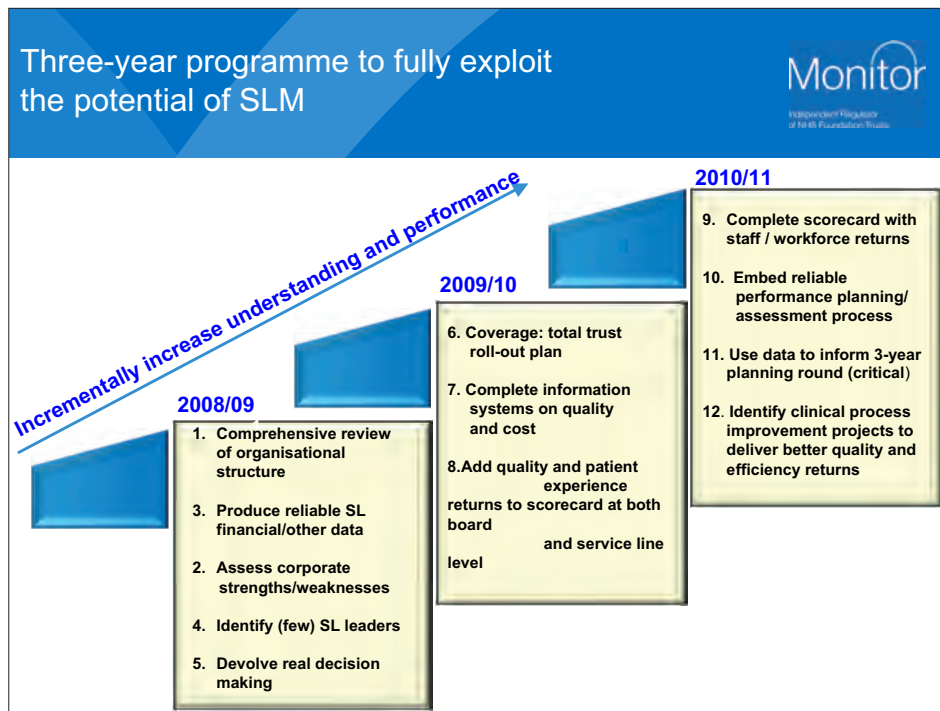 Three-year programme to fully exploit
the potential of SLM
Monitor
Independent Regulator
of NHS Foundation Trusts
Incrementally increase understanding and performance
2008/09
1. Comprehensive review
of organisational
structure
3. Produce reliable SL
financial/other data
2. Assess corporate
strengths/weaknesses
4. Identify (few) SL leaders
5. Devolve real decision
making
2009/10
6. Coverage: total trust
roll-out plan
7. Complete information
systems on quality
and cost
8.Add quality and patient
experience
returns to scorecard at both
board
and service line
level
2010/11
9. Complete scorecard with
staff / workforce returns
10. Embed reliable
performance planning/
assessment process
11. Use data to inform 3-year
planning round (critical)
12. Identify clinical process
improvement projects to
deliver better quality and
efficiency returns